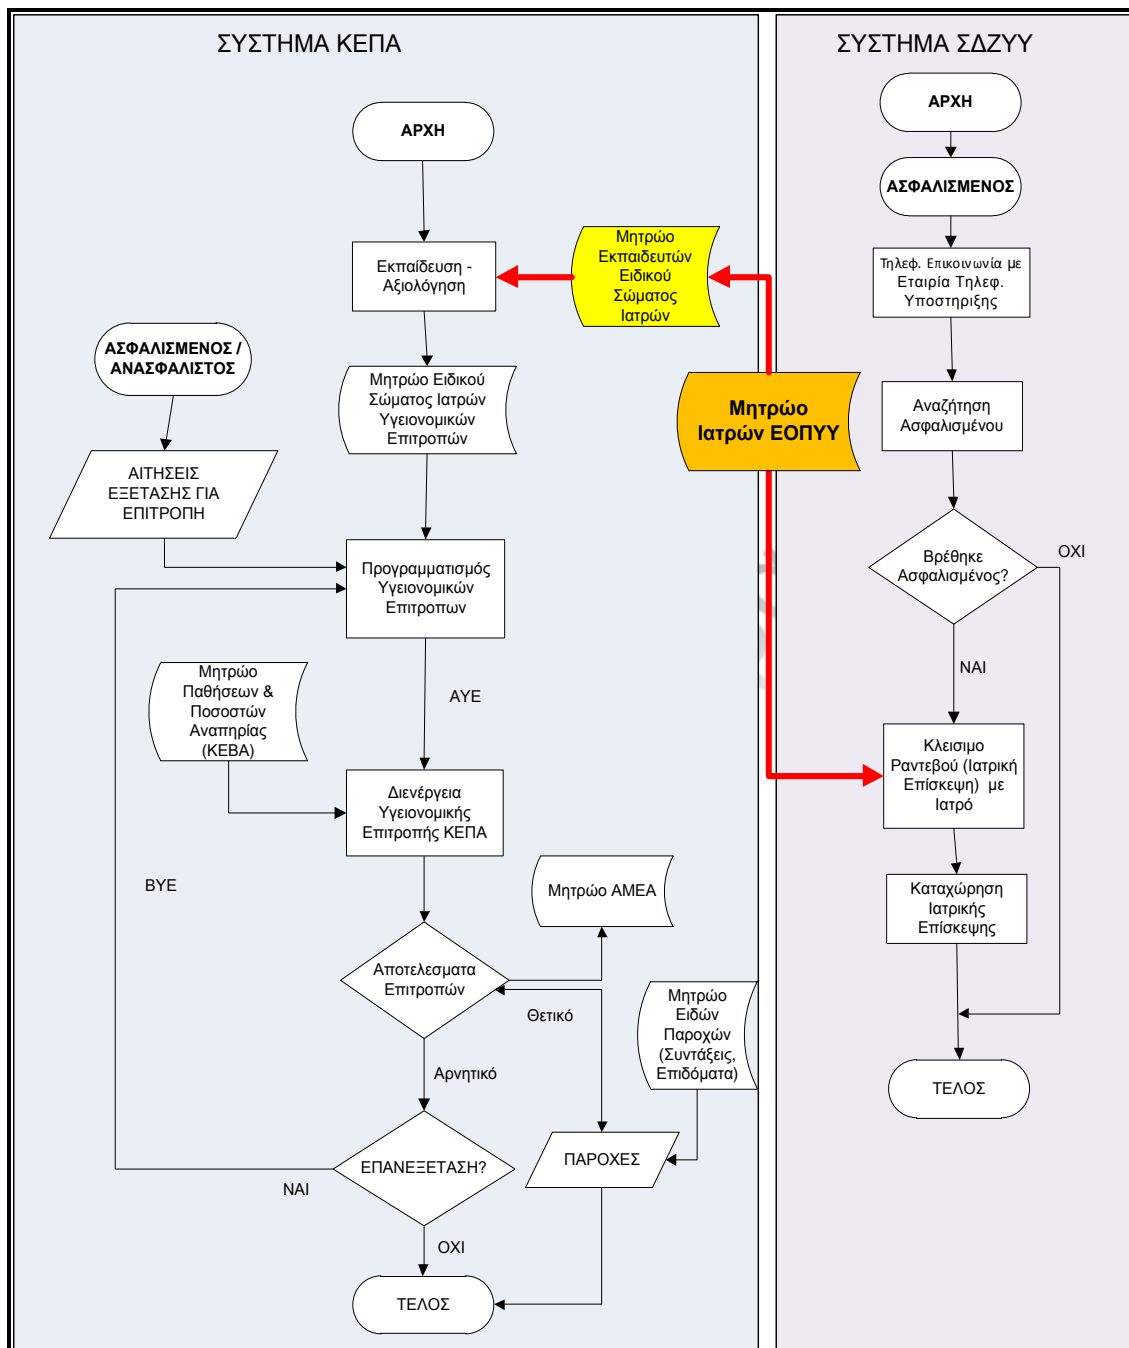 ΣΥΣΤΗΜΑ ΚΕΠΑ
ΑΡΧΗ
Εκπαίδευση -
Αξιολόγηση
Μητρώο
Εκπαιδευτών
Ειδικού
Σώματος
Ιατρών
ΑΣΦΑΛΙΣΜΕΝΟΣ /
ΑΝΑΣΦΑΛΙΣΤΟΣ
Μητρώο Ειδικού
Σώματος Ιατρών
Υγειονομικών
Επιτροπών
Μητρώο
Ιατρών ΕΟΠΥΥ
ΑΙΤΗΣΕΙΣ
ΕΞΕΤΑΣΗΣ ΓΙΑ
ΕΠΙΤΡΟΠΗ
Προγραμματισμός
Υγειονομικών
Επιτροπων
Μητρώο
Παθήσεων &
Ποσοστών
Αναπηρίας
(ΚΕΒΑ)
ΑΥΕ
Διενέργεια
Υγειονομικής
Επιτροπής ΚΕΠΑ
ΒΥΕ
Μητρώο ΑΜΕΑ
Αποτελεσματα
Επιτροπών
Θετικό
Μητρώο
Ειδών
Παροχών
(Συντάξεις,
Επιδόματα)
Αρνητικό
ΕΠΑΝΕΞΕΤΑΣΗ?
ΠΑΡΟΧΕΣ
ΝΑΙ
ΟΧΙ
ΤΕΛΟΣ
ΣΥΣΤΗΜΑ ΣΔΖΥΥ
ΑΡΧΗ
ΑΣΦΑΛΙΣΜΕΝΟΣ
Τηλεφ. Επικοινωνία με
Εταιρία Τηλεφ.
Υποστηριξης
Αναζήτηση
Ασφαλισμένου
Βρέθηκε
Ασφαλισμένος?
ΟΧΙ
ΝΑΙ
Κλεισιμο
Ραντεβού (Ιατρική
Επίσκεψη) με
Ιατρό
Καταχώρηση
Ιατρικής
Επίσκεψης
ΤΕΛΟΣ